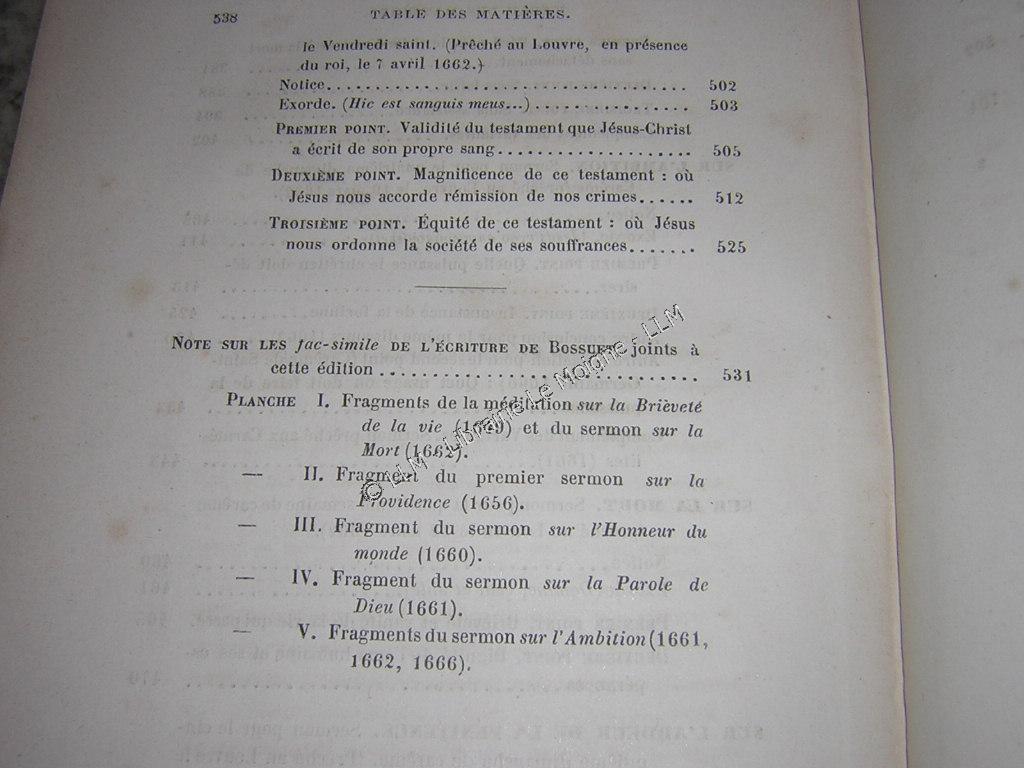 538 TABLE DES MATIÈRES.
le Vendredi saint. (Prêché au Louvre, en présence
du roi, le 7 avril 1662.)
Notice.................................... 502
Exorde. (Hic est sanguis meus...)................ 503
PREMIER POINT. Validité du testament que Jésus-Christ
a écrit de son propre sang.................... 505
DEUXIÈME POINT. Magnificence de ce testament : où
Jésus nous accorde rémission de nos crimes...... 512
TROISIÈME POINT. Équité de ce testament : où Jésus
nous ordonne la société de ses souffrances....... 525
NOTE SUR LES fac-simile DE L'ÉCRITURE DE BOSSUET joints à
cette édition .............................. 531
PLANCHE I. Fragments de la méditation sur la Brièveté
de la vie ( ) et du sermon sur la
Mort (1662).
— II. Fragment du premier sermon sur la
Providence (1656).
— III. Fragment du sermon sur l'Honneur du
monde (1660).
— IV. Fragment du sermon sur la Parole de
Dieu (1661).
— V. Fragments du sermon sur l'Ambition (1661,
1662, 1666).
© LLM - Librairie Le Moigne - LLM